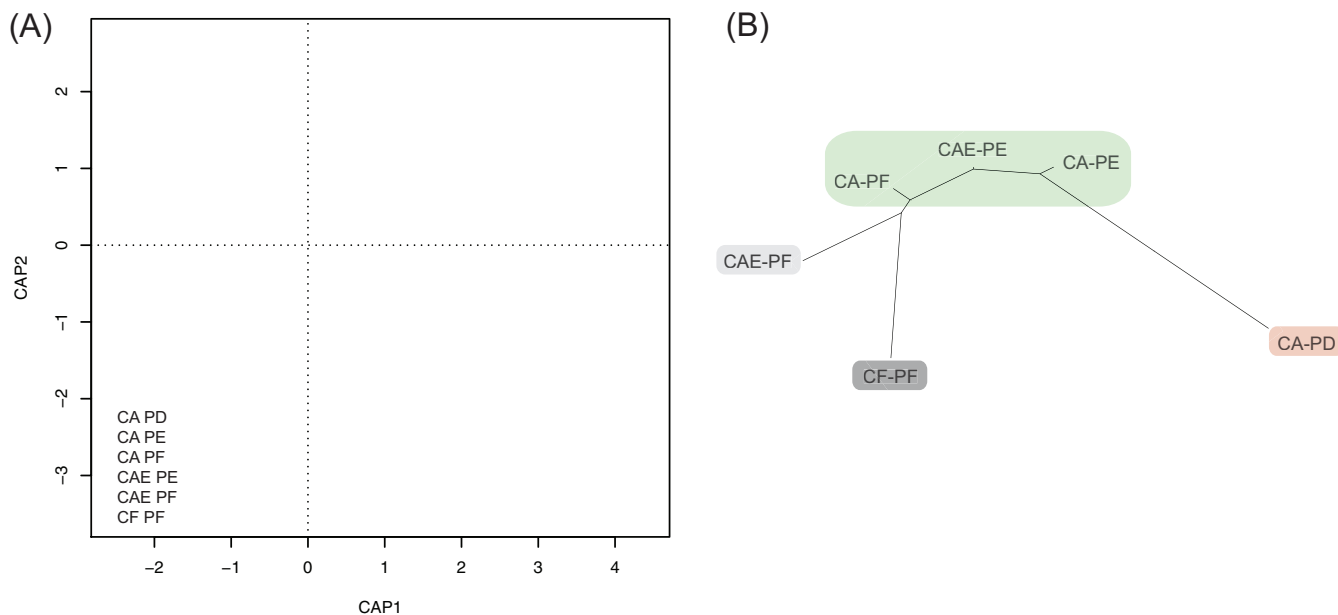 (A)
2
1
0
−1
−2
−3
CAP2
CA PD
CA PE
CA PF
CAE PE
CAE PF
CF PF
−2 −1 0 1 2 3 4
CAP1
(B)
CAE-PE
CA-PE
CA-PF
CAE-PF
CA-PD
CF-PF